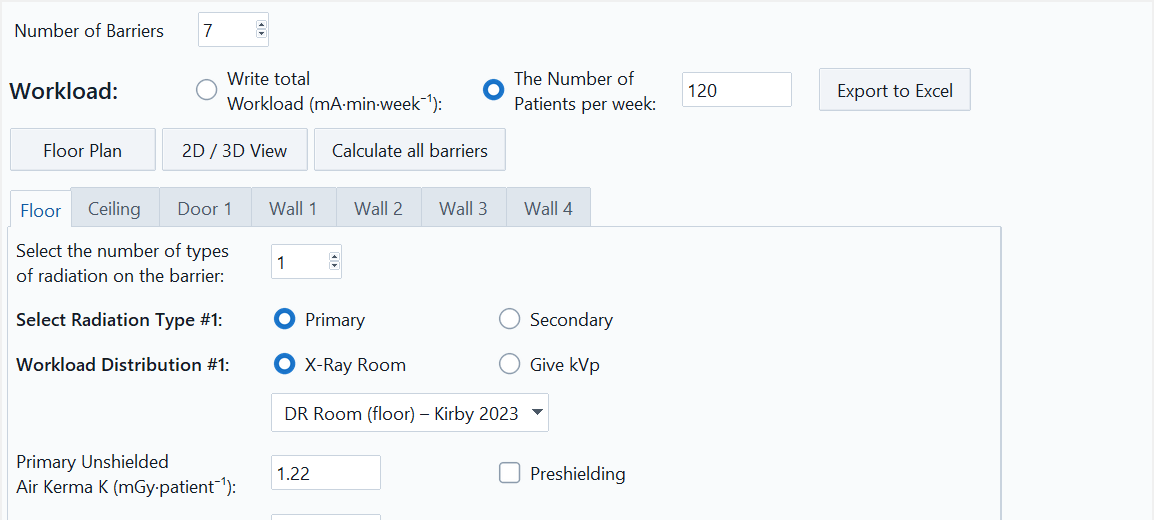 Number of Barriers 7
Workload: Write total Workload (mA·min·week⁻¹): The Number of Patients per week: 120 Export to Excel
Floor Plan 2D / 3D View Calculate all barriers
Floor Ceiling Door 1 Wall 1 Wall 2 Wall 3 Wall 4
Select the number of types
of radiation on the barrier: 1
Select Radiation Type #1: Primary Secondary
Workload Distribution #1: X-Ray Room Give kVp
DR Room (floor) – Kirby 2023
Primary Unshielded
Air Kerma K (mGy·patient⁻¹): 1.22 Preshielding